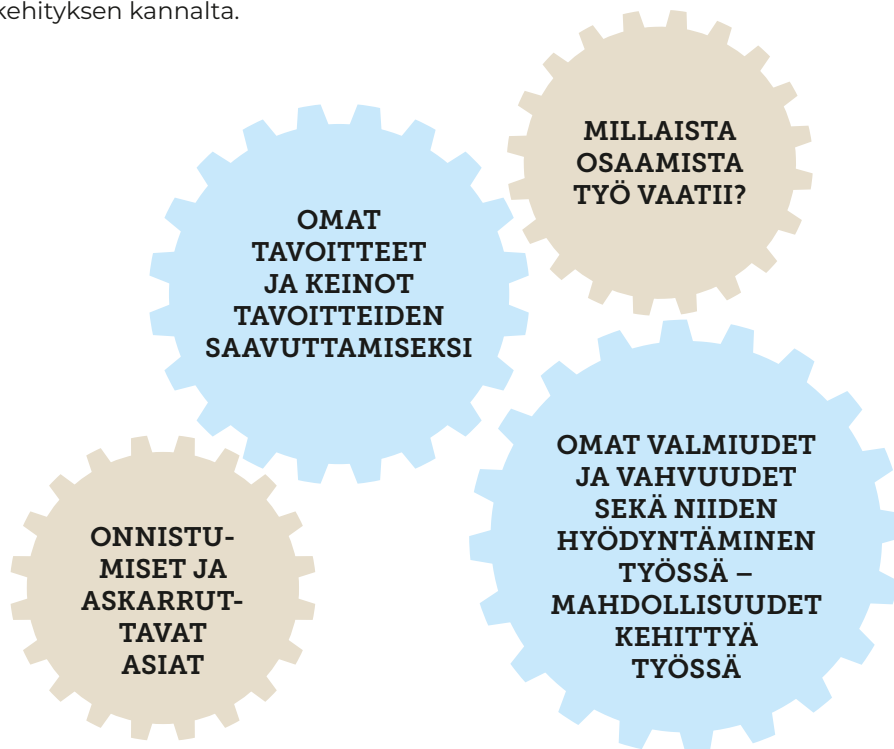 kehityksen kannalta.
MILLAISTA
OSAAMISTA
TYÖ VAATII?
OMAT
TAVOITTEET
JA KEINOT
TAVOITTEIDEN
SAAVUTTAMISEKSI
OMAT VALMIUDET
JA VAHVUUDET
SEKÄ NIIDEN
HYÖDYNTÄMINEN
TYÖSSÄ –
MAHDOLLISUUDET
KEHITTYÄ
TYÖSSÄ
ONNISTU-
MISET JA
ASKARRUT-
TAVAT
ASIAT